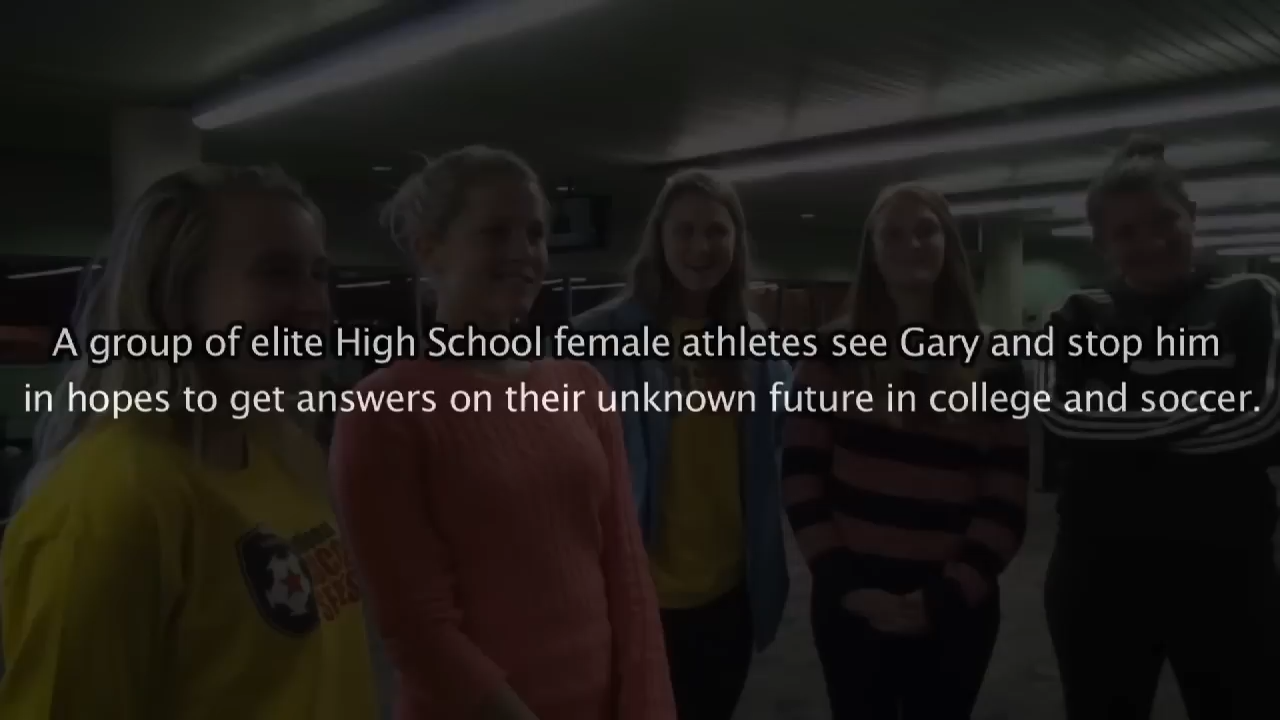 A group of elite High School female athletes see Gary and stop him
in hopes to get answers on their unknown future in college and soccer.